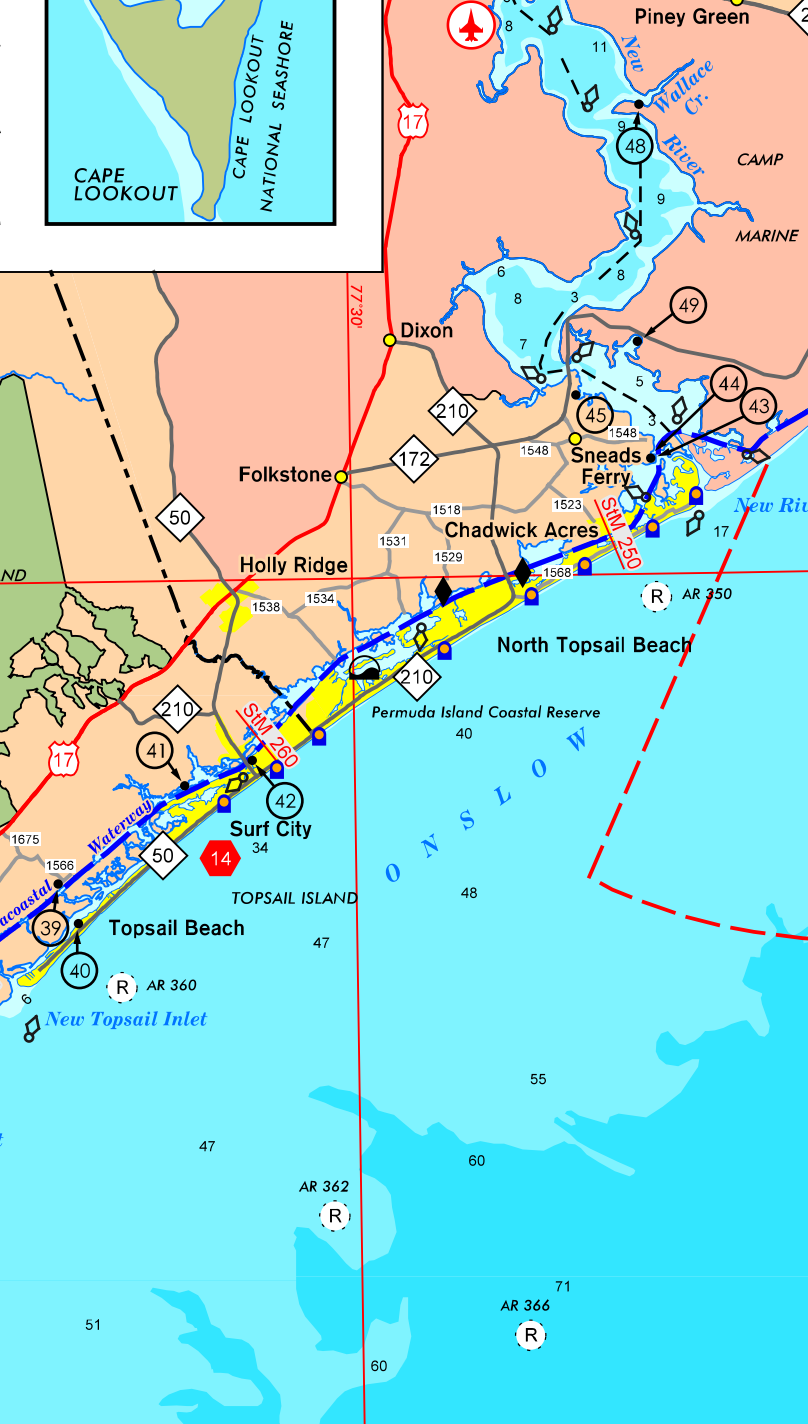 Piney Green
8
11
New
Wallace
Cr.
CAPE LOOKOUT
NATIONAL SEASHORE
CAPE
LOOKOUT
17
9
48
River
CAMP
9
MARINE
6
8
8
3
77°30'
49
Dixon
7
5
44
43
210
45
3
1548
1548
172
Sneads
Ferry
Folkstone
50
1518
1523
StM 250
17
Chadwick Acres
1531
1529
Holly Ridge
1568
1534
1538
R
AR 350
North Topsail Beach
210
210
Permuda Island Coastal Reserve
StM 260
40
17
41
ONSLOW
42
Waterway
Surf City
34
1675
50
14
1566
TOPSAIL ISLAND
48
acoastal
39
Topsail Beach
47
40
R
AR 360
6
New Topsail Inlet
55
47
60
AR 362
R
71
AR 366
51
R
60